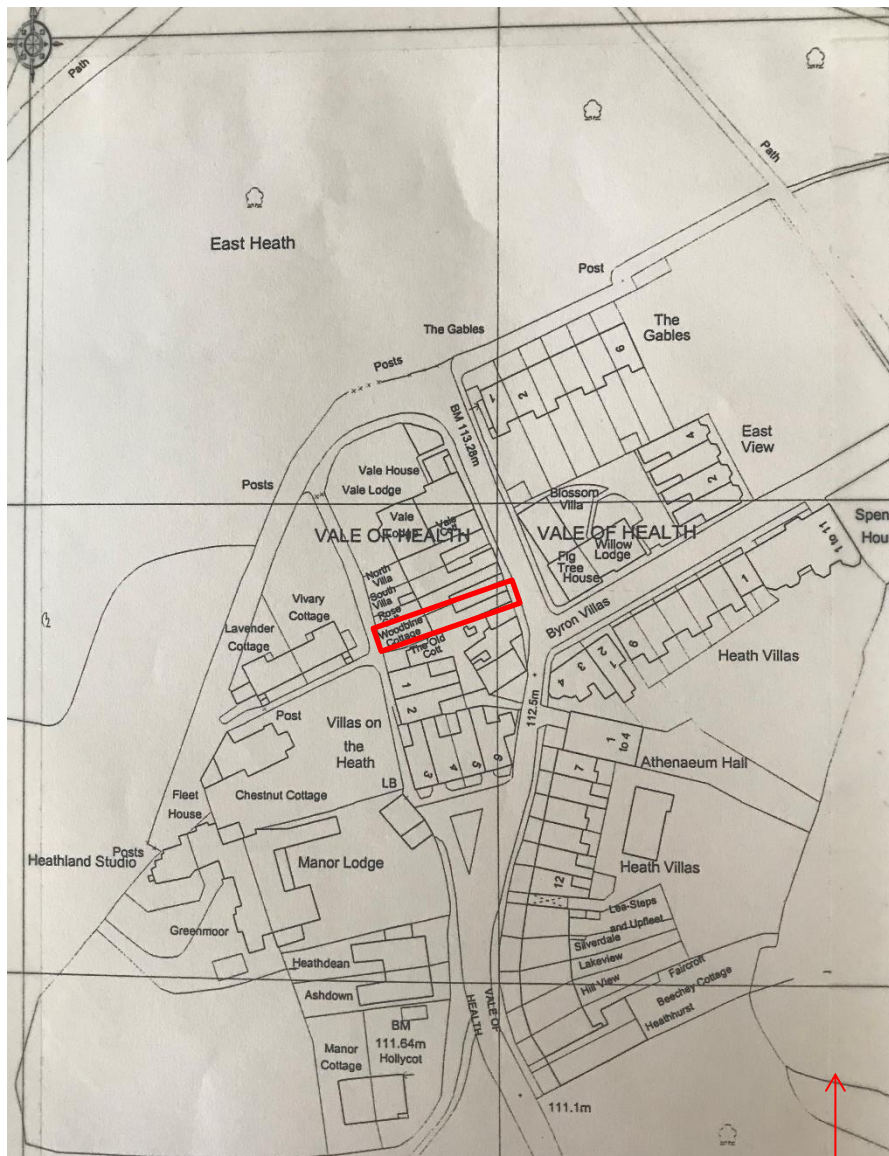 Path
Path
East Heath
Post
The Gables
The
Gables
Posts
1
2
6
BM 113.28m
East
View
4
2
Vale House
Posts
Vale Lodge
Blossom
Villa
Vale
Cott
VALE OF HEALTH
VALE OF HEALTH
Willow
Lodge
Fig
Tree
House
Spen
Hou
1 to 11
North
Villa
South
Villa
Rose
Vivary
Cottage
Lavender
Cottage
Woodbine
Cottage
The Old
Cott
Byron Villas
1
6
2
1
3
4
Heath Villas
1
2
Post
Villas on
the
Heath
112.5m
3
4
5
6
1
to 4
Athenaeum Hall
LB
7
Fleet
House
Chestnut Cottage
Posts
Heathland Studio
Manor Lodge
Heath Villas
12
Lea-Steps
and Upfleet
Greenmoor
Silverdale
Lakeview
Heathdean
Hill View
Faircroft
Ashdown
Beechey Cottage
Heathhurst
VALE OF
HEALTH
BM
111.64m
Manor
Cottage
Hollycot
111.1m